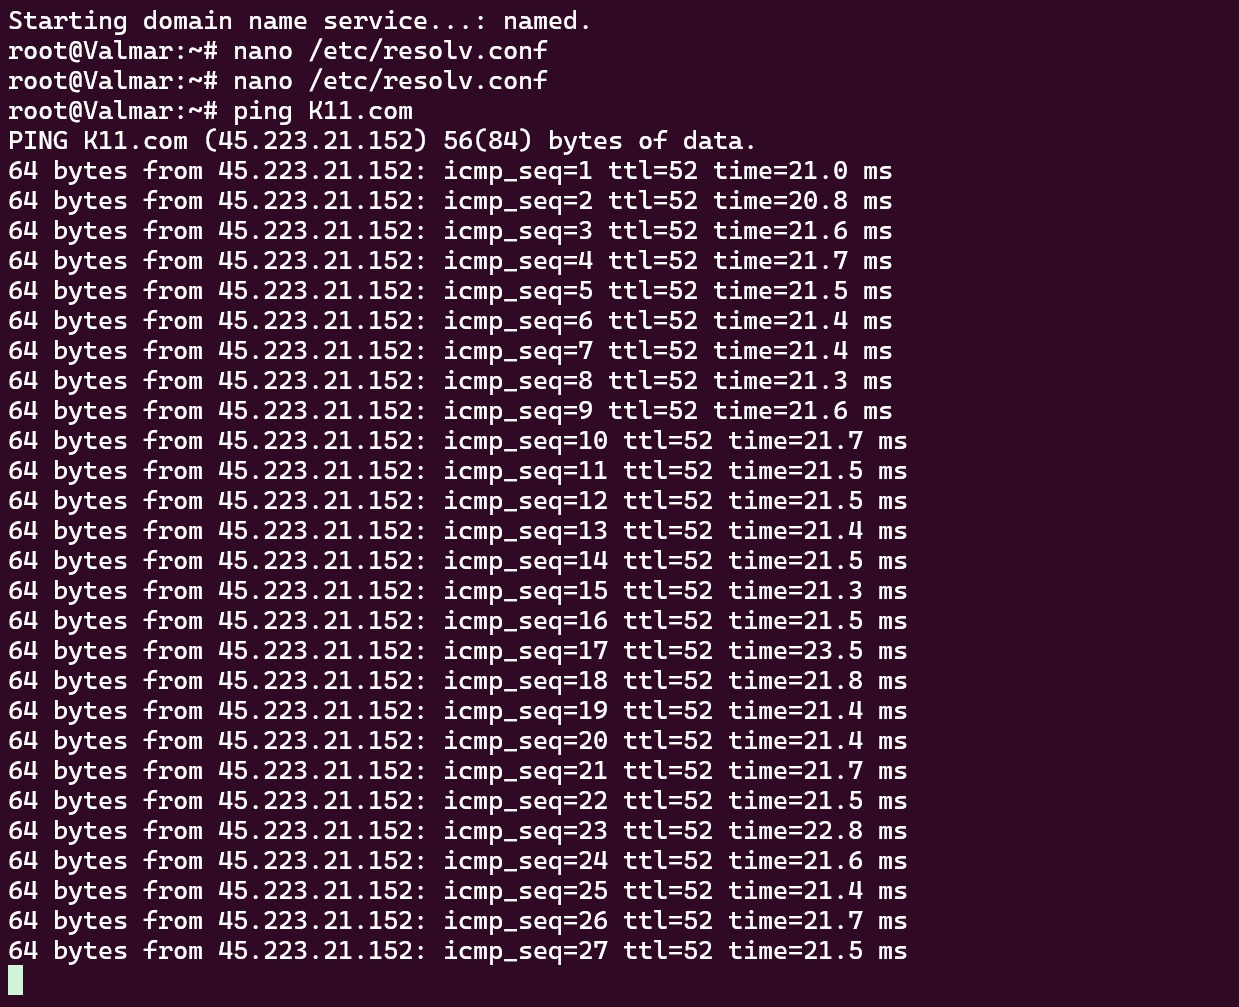 Starting domain name service...: named.
root@Valmar:~# nano /etc/resolv.conf
root@Valmar:~# nano /etc/resolv.conf
root@Valmar:~# ping K11.com
PING K11.com (45.223.21.152) 56(84) bytes of data.
64 bytes from 45.223.21.152: icmp_seq=1 ttl=52 time=21.0 ms
64 bytes from 45.223.21.152: icmp_seq=2 ttl=52 time=20.8 ms
64 bytes from 45.223.21.152: icmp_seq=3 ttl=52 time=21.6 ms
64 bytes from 45.223.21.152: icmp_seq=4 ttl=52 time=21.7 ms
64 bytes from 45.223.21.152: icmp_seq=5 ttl=52 time=21.5 ms
64 bytes from 45.223.21.152: icmp_seq=6 ttl=52 time=21.4 ms
64 bytes from 45.223.21.152: icmp_seq=7 ttl=52 time=21.4 ms
64 bytes from 45.223.21.152: icmp_seq=8 ttl=52 time=21.3 ms
64 bytes from 45.223.21.152: icmp_seq=9 ttl=52 time=21.6 ms
64 bytes from 45.223.21.152: icmp_seq=10 ttl=52 time=21.7 ms
64 bytes from 45.223.21.152: icmp_seq=11 ttl=52 time=21.5 ms
64 bytes from 45.223.21.152: icmp_seq=12 ttl=52 time=21.5 ms
64 bytes from 45.223.21.152: icmp_seq=13 ttl=52 time=21.4 ms
64 bytes from 45.223.21.152: icmp_seq=14 ttl=52 time=21.5 ms
64 bytes from 45.223.21.152: icmp_seq=15 ttl=52 time=21.3 ms
64 bytes from 45.223.21.152: icmp_seq=16 ttl=52 time=21.5 ms
64 bytes from 45.223.21.152: icmp_seq=17 ttl=52 time=23.5 ms
64 bytes from 45.223.21.152: icmp_seq=18 ttl=52 time=21.8 ms
64 bytes from 45.223.21.152: icmp_seq=19 ttl=52 time=21.4 ms
64 bytes from 45.223.21.152: icmp_seq=20 ttl=52 time=21.4 ms
64 bytes from 45.223.21.152: icmp_seq=21 ttl=52 time=21.7 ms
64 bytes from 45.223.21.152: icmp_seq=22 ttl=52 time=21.5 ms
64 bytes from 45.223.21.152: icmp_seq=23 ttl=52 time=22.8 ms
64 bytes from 45.223.21.152: icmp_seq=24 ttl=52 time=21.6 ms
64 bytes from 45.223.21.152: icmp_seq=25 ttl=52 time=21.4 ms
64 bytes from 45.223.21.152: icmp_seq=26 ttl=52 time=21.7 ms
64 bytes from 45.223.21.152: icmp_seq=27 ttl=52 time=21.5 ms